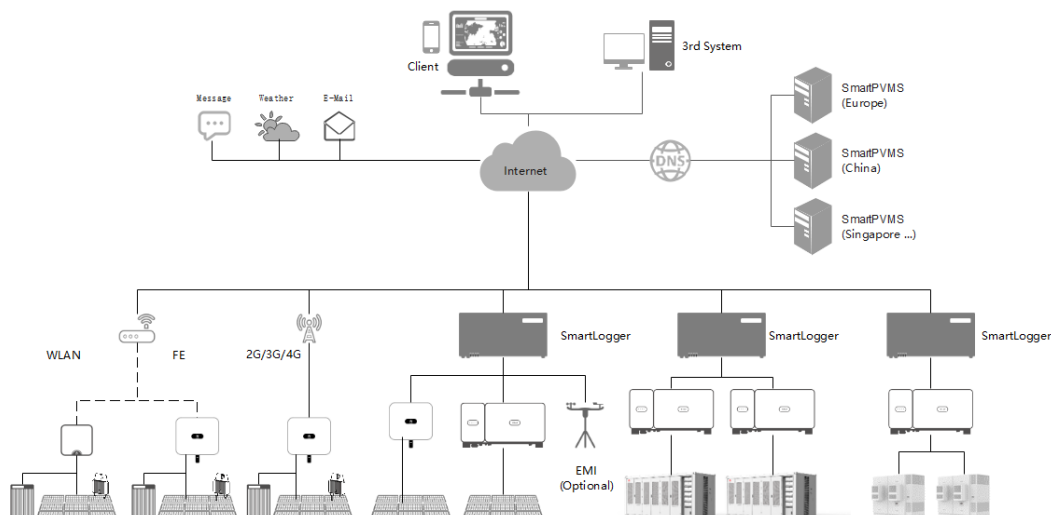 3rd System
Client
Message
Weather
E-Mail
SmartPVMS
(Europe)
Internet
DNS
SmartPVMS
(China)
SmartPVMS
(Singapore ...)
WLAN
FE
2G/3G/4G
SmartLogger
SmartLogger
SmartLogger
EMI
(Optional)